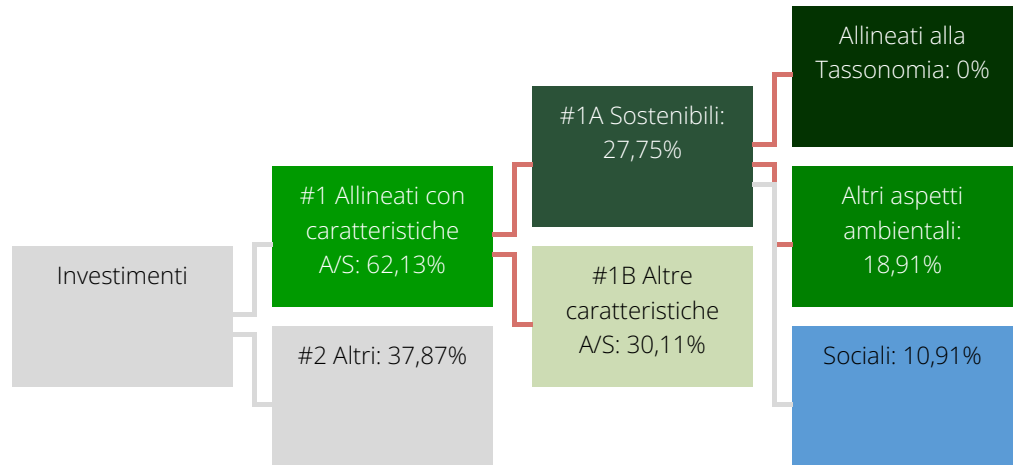 Investimenti
#1 Allineati con
caratteristiche
A/S: 62,13%
#2 Altri: 37,87%
#1A Sostenibili:
27,75%
#1B Altre
caratteristiche
A/S: 30,11%
Allineati alla
Tassonomia: 0%
Altri aspetti
ambientali:
18,91%
Sociali: 10,91%